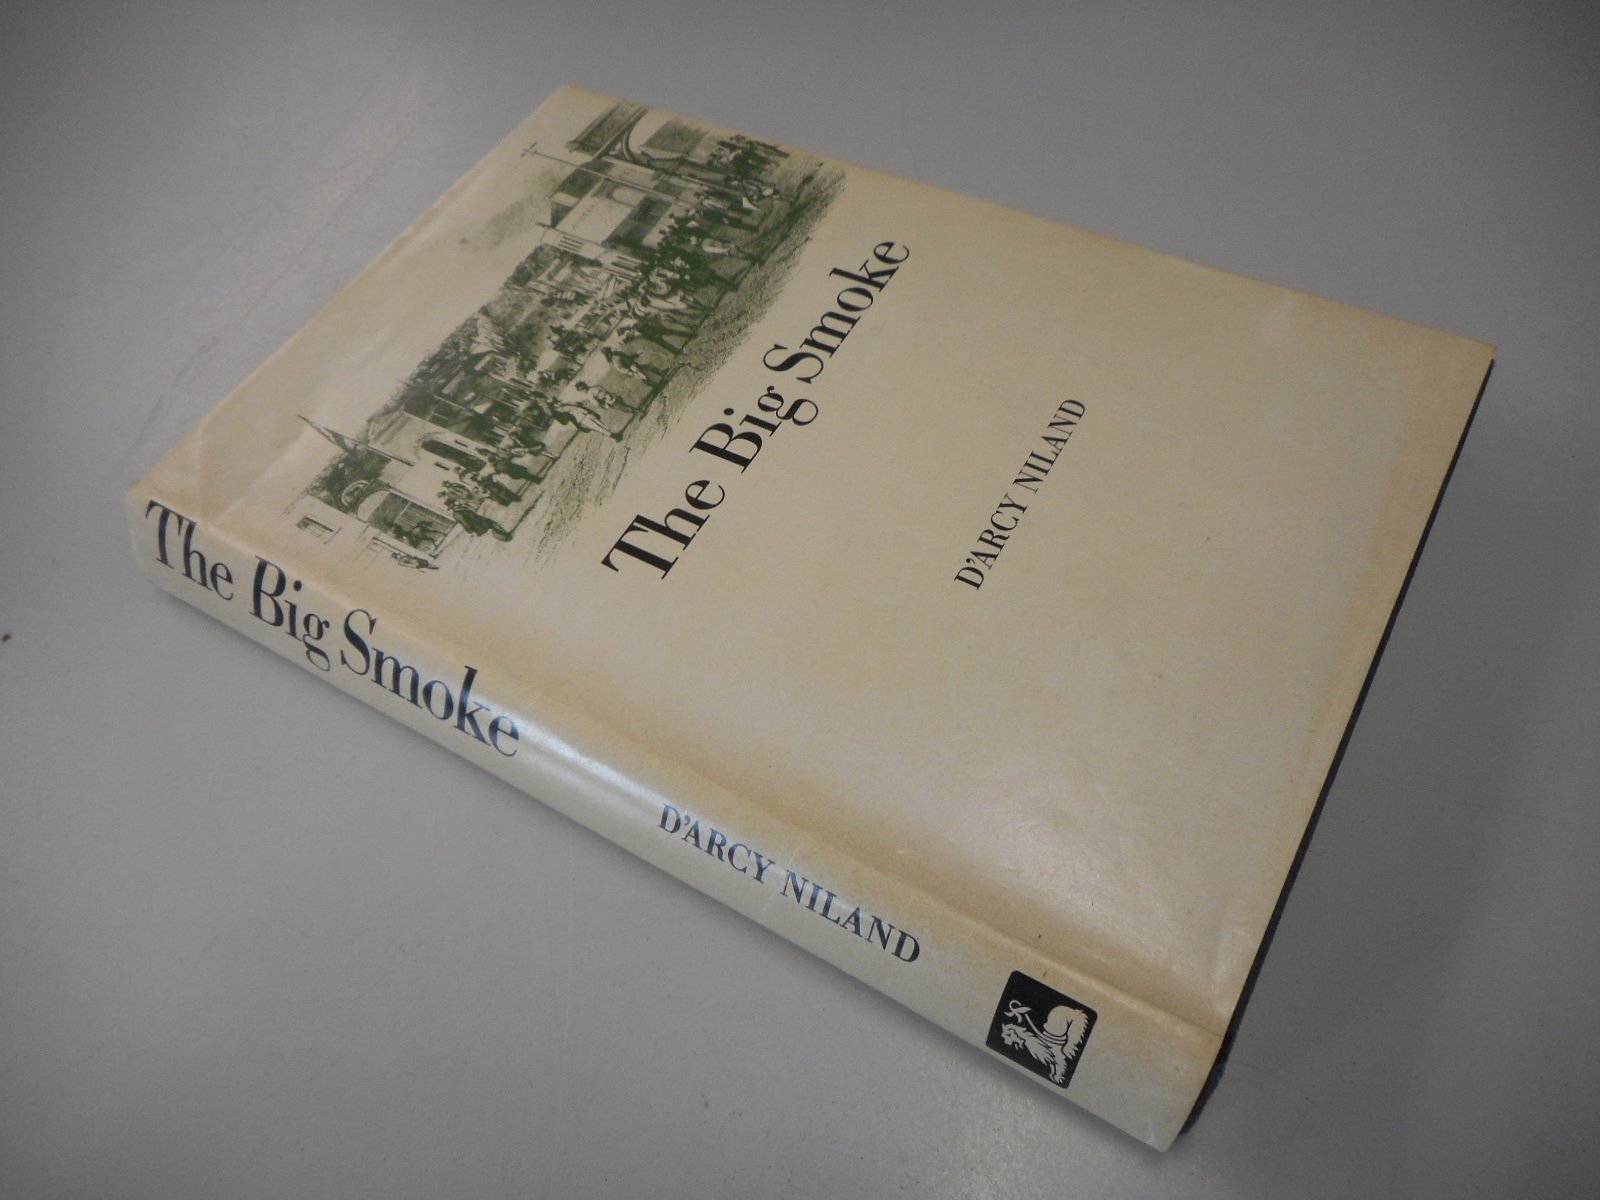 The Big Smoke
D'ARCY NILAND
The Big Smoke
D'ARCY NILAND